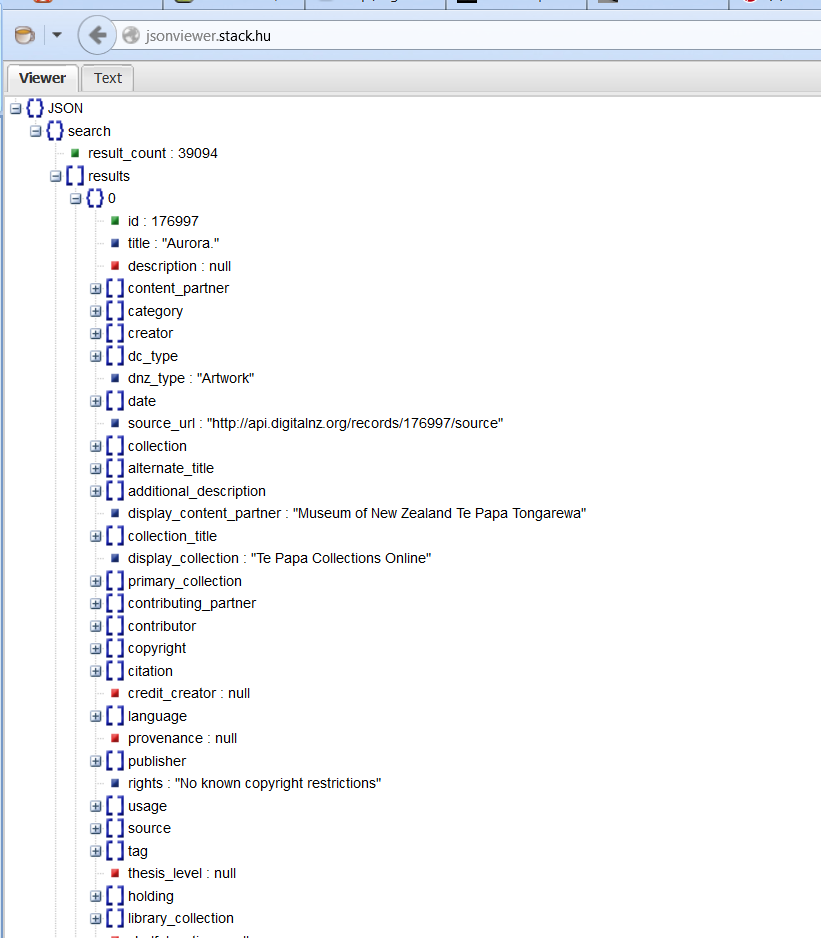 jsonviewer.stack.hu
Viewer Text
JSON
search
result_count : 39094
results
0
id : 176997
title : "Aurora."
description : null
content_partner
category
creator
dc_type
dnz_type : "Artwork"
date
source_url : "http://api.digitalnz.org/records/176997/source"
collection
alternate_title
additional_description
display_content_partner : "Museum of New Zealand Te Papa Tongarewa"
collection_title
display_collection : "Te Papa Collections Online"
primary_collection
contributing_partner
contributor
copyright
citation
credit_creator : null
language
provenance : null
publisher
rights : "No known copyright restrictions"
usage
source
tag
thesis_level : null
holding
library_collection